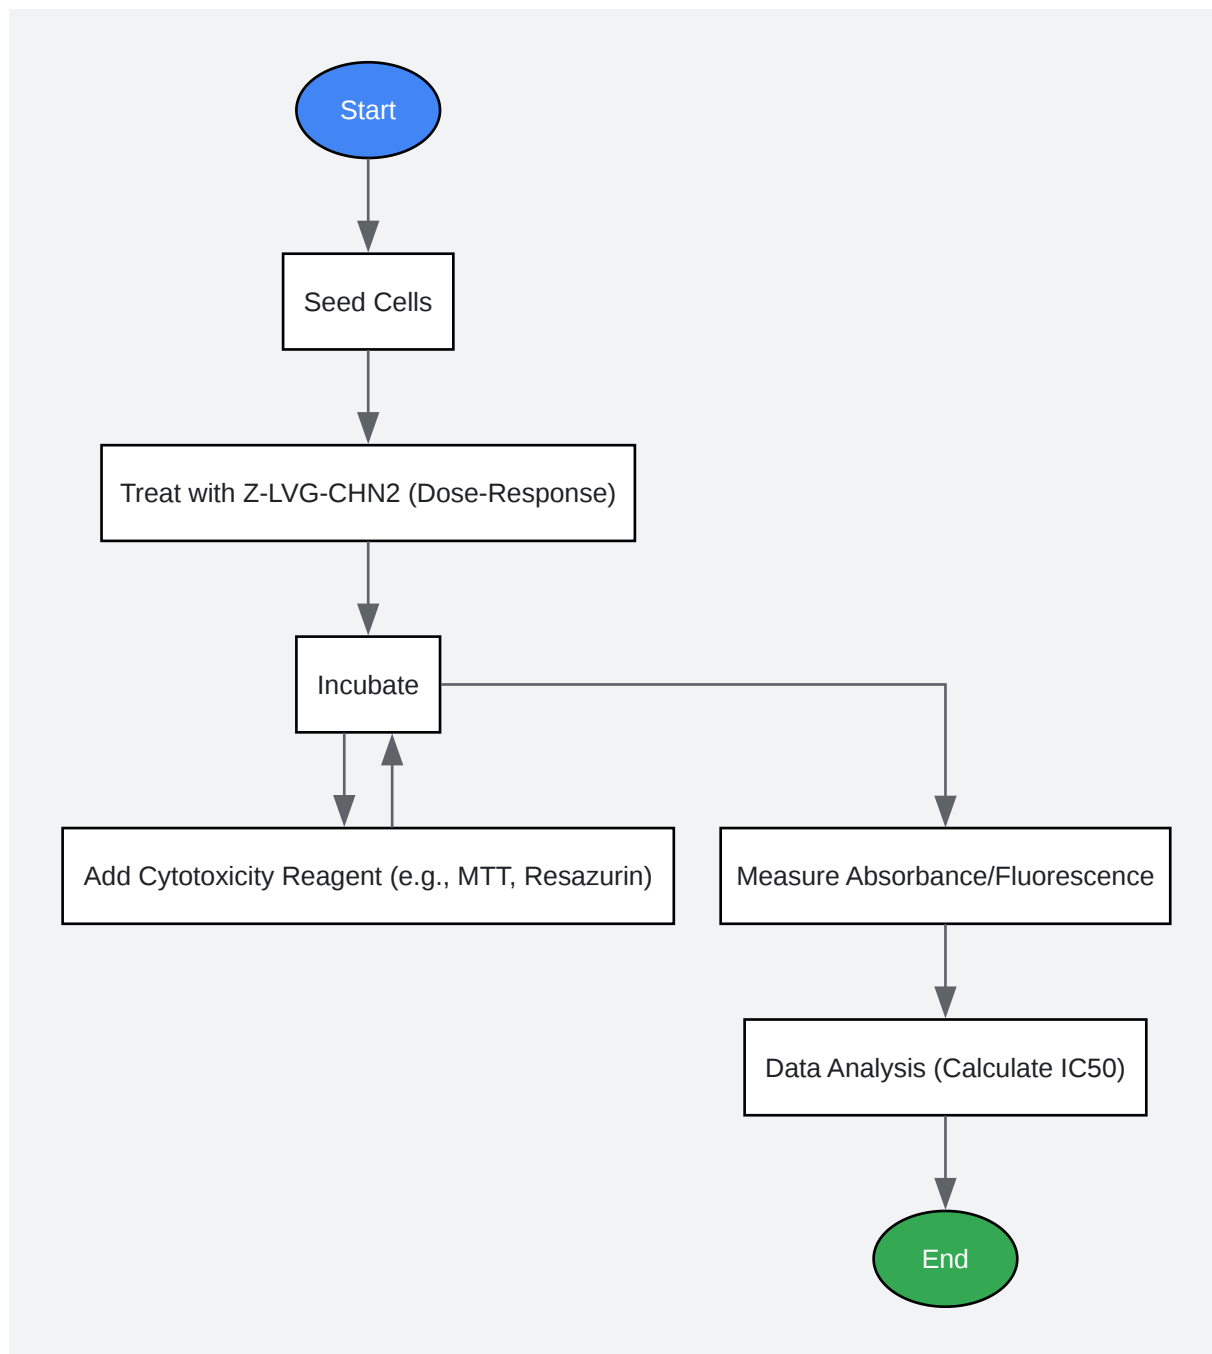 Start
Seed Cells
Treat with Z-LVG-CHN2 (Dose-Response)
Incubate
Add Cytotoxicity Reagent (e.g., MTT, Resazurin)
Measure Absorbance/Fluorescence
Data Analysis (Calculate IC50)
End